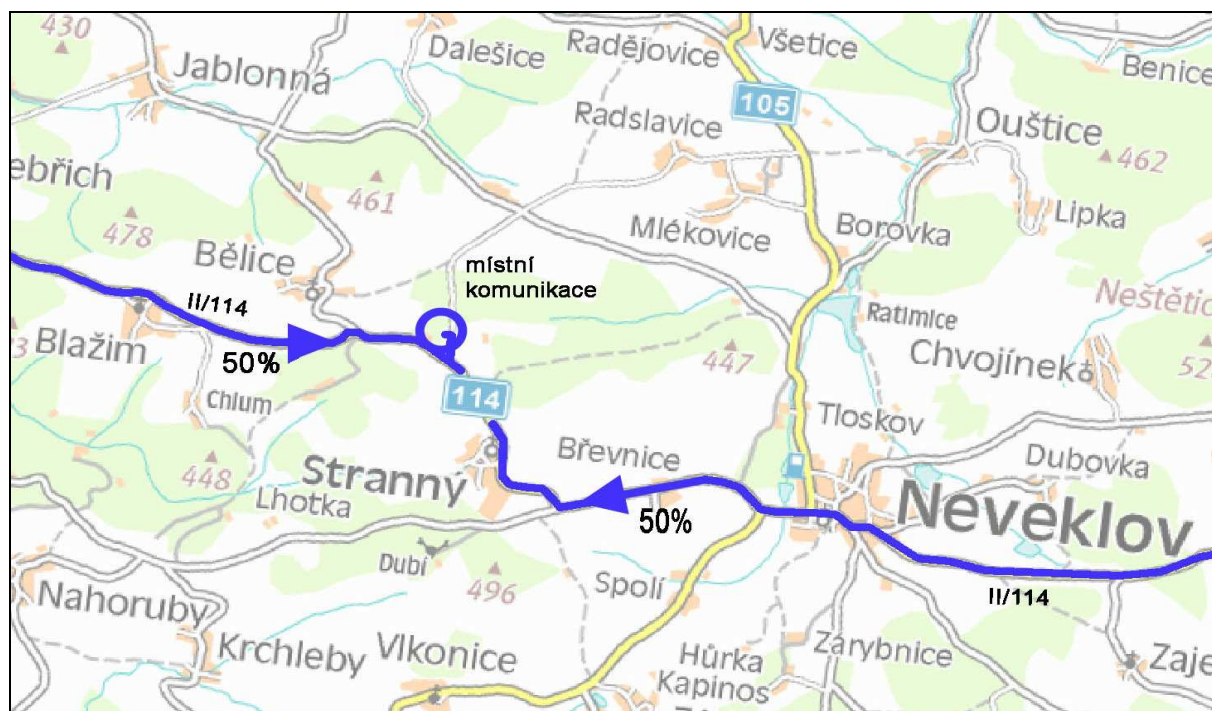 430
Jablonná
Dalešice
Radějovice
Všetice
Benice
105
Radslavice
Ouštice
462
ebřich
461
478
Lipka
Mlékovice
Borovka
Bělice
místní
komunikace
Neštětic
II/114
Ratimice
Blažim
50%
447
Chvojínek
52
114
Chlum
Tloskov
Břevnice
Dubovka
448
Stranný
Lhotka
Neveklov
50%
Dubí
496
Spolí
II/114
Nahoruby
Krchleby
Vlkonice
Hůrka
Kapinos
Zárybnice
Zaje